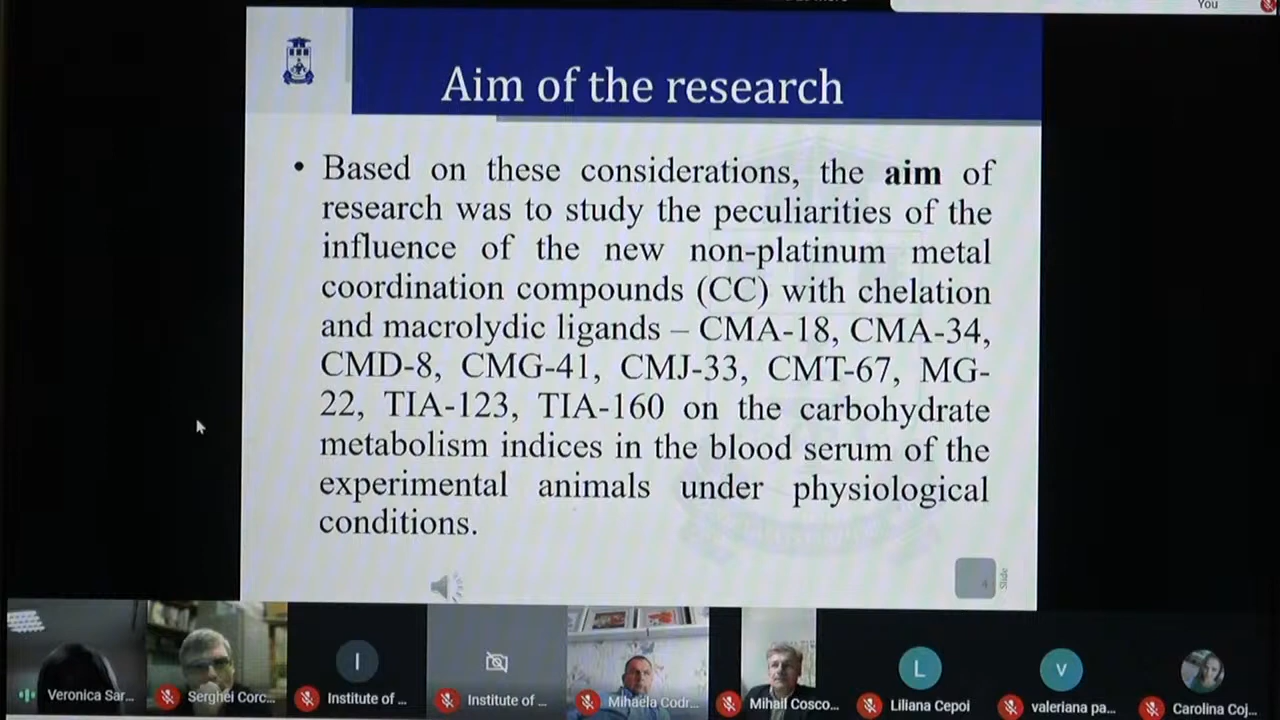 You
Aim of the research
• Based on these considerations, the aim of
research was to study the peculiarities of the
influence of the new non-platinum metal
coordination compounds (CC) with chelation
and macrolydic ligands – CMA-18, CMA-34,
CMD-8, CMG-41, CMJ-33, CMT-67, MG-
22, TIA-123, TIA-160 on the carbohydrate
metabolism indices in the blood serum of the
experimental animals under physiological
conditions.
4
Slide
Veronica Sar...
Serghei Corc...
I
Institute of ...
Institute of ...
Mihaela Codr...
Mihail Cosco...
L
Liliana Cepoi
v
valeriana pa...
Carolina Coj...